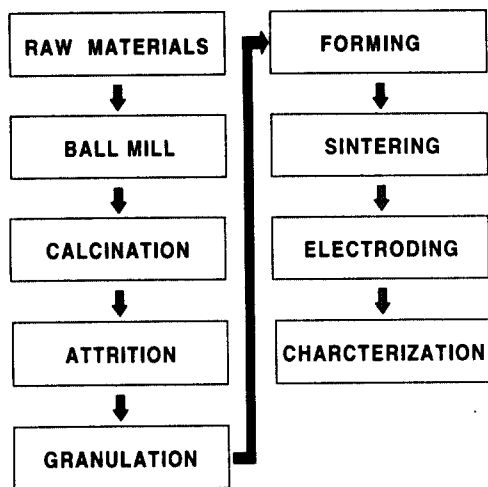 RAW MATERIALS
BALL MILL
CALCINATION
ATTRITION
GRANULATION
FORMING
SINTERING
ELECTRODING
CHARCTERIZATION